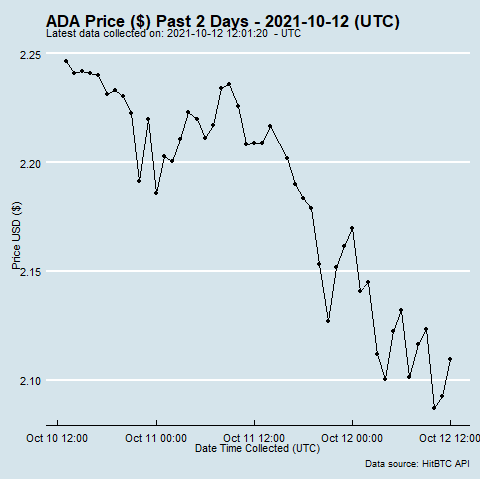 ADA Price ($) Past 2 Days - 2021-10-12 (UTC)
Latest data collected on: 2021-10-12 12:01:20  - UTC
2.25
2.20
2.15
2.10
Price USD ($)
Oct 10 12:00 Oct 11 00:00 Oct 11 12:00 Oct 12 00:00 Oct 12 12:00
Date Time Collected (UTC)
Data source: HitBTC API